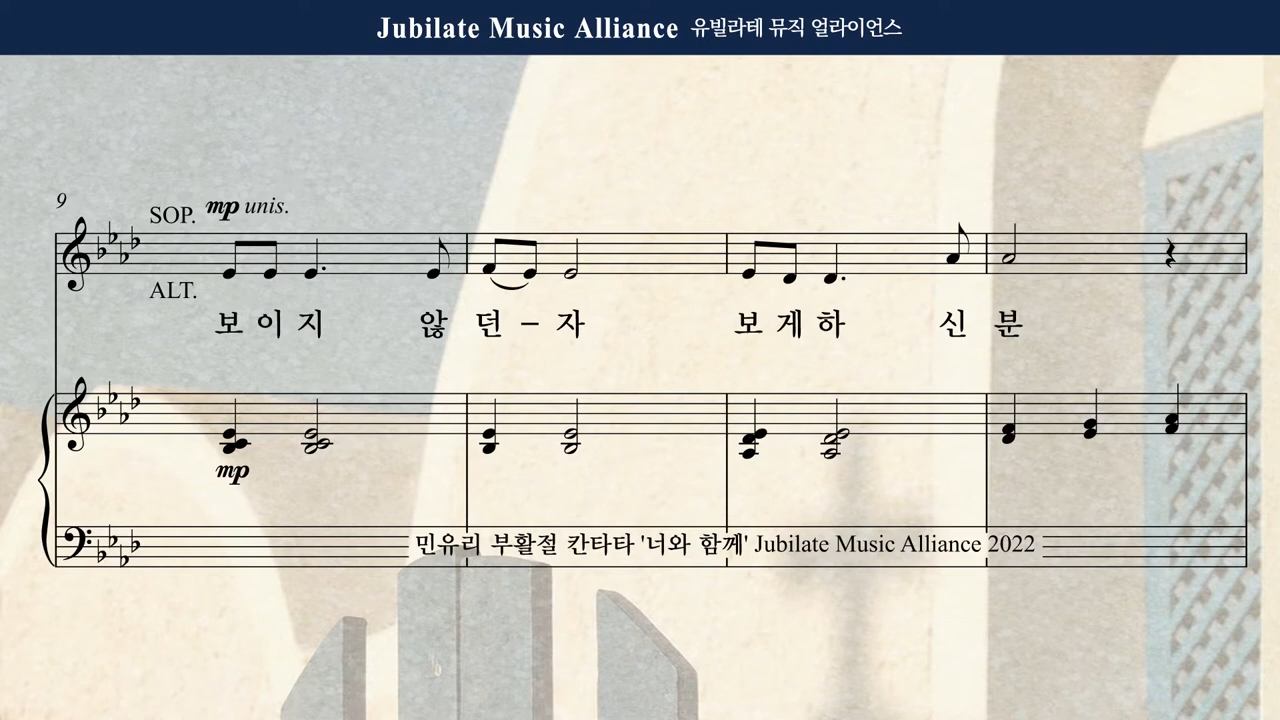 Jubilate Music Alliance 유빌라테 뮤직 얼라이언스
9
SOP. mp unis.
ALT.
보 이 지 않 던 – 자 보 게 하 신 분
mp
민유리 부활절 칸타타 '너와 함께' Jubilate Music Alliance 2022